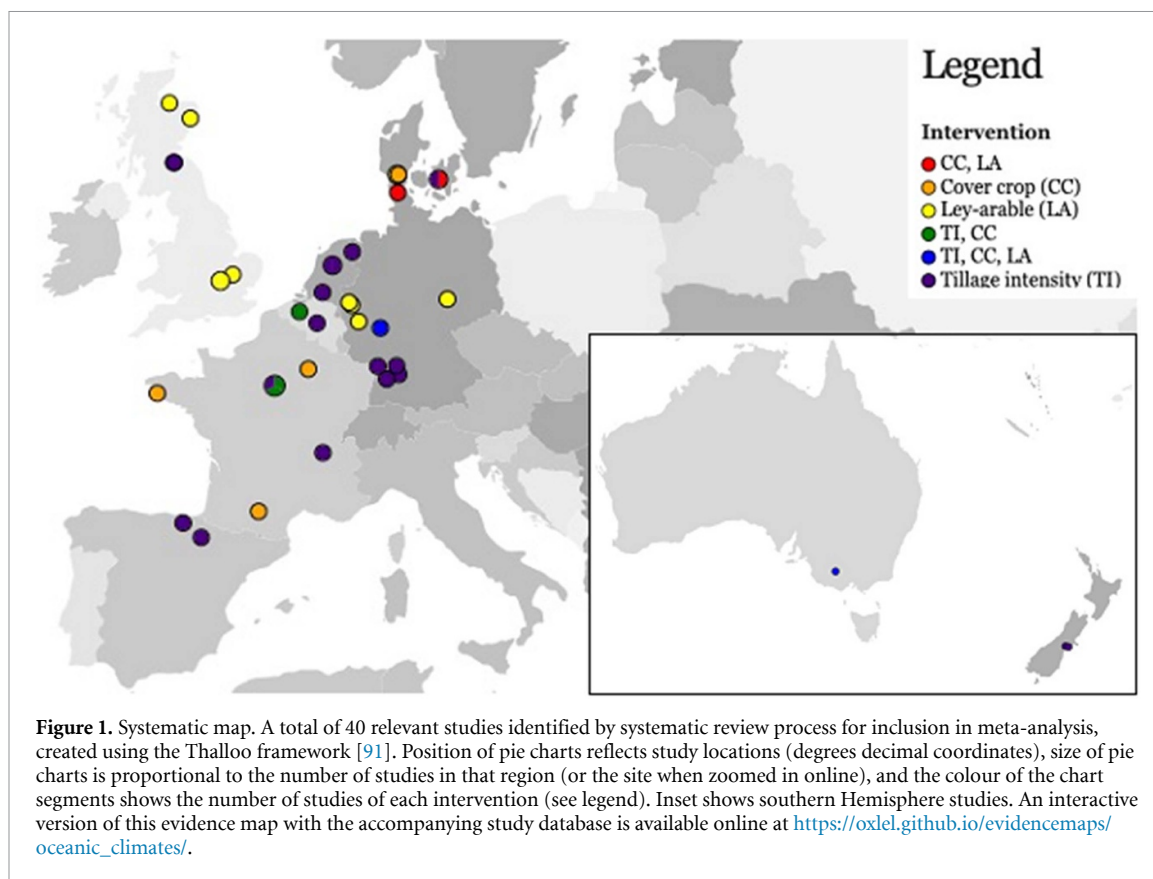 Legend
Intervention
CC, LA
Cover crop (CC)
Ley-arable (LA)
TI, CC
TI, CC, LA
Tillage intensity (TI)
Figure 1. Systematic map. A total of 40 relevant studies identified by systematic review process for inclusion in meta-analysis,
created using the Thalloo framework [91]. Position of pie charts reflects study locations (degrees decimal coordinates), size of pie
charts is proportional to the number of studies in that region (or the site when zoomed in online), and the colour of the chart
segments shows the number of studies of each intervention (see legend). Inset shows southern Hemisphere studies. An interactive
version of this evidence map with the accompanying study database is available online at https://oxlel.github.io/evidencemaps/
oceanic_climates/.